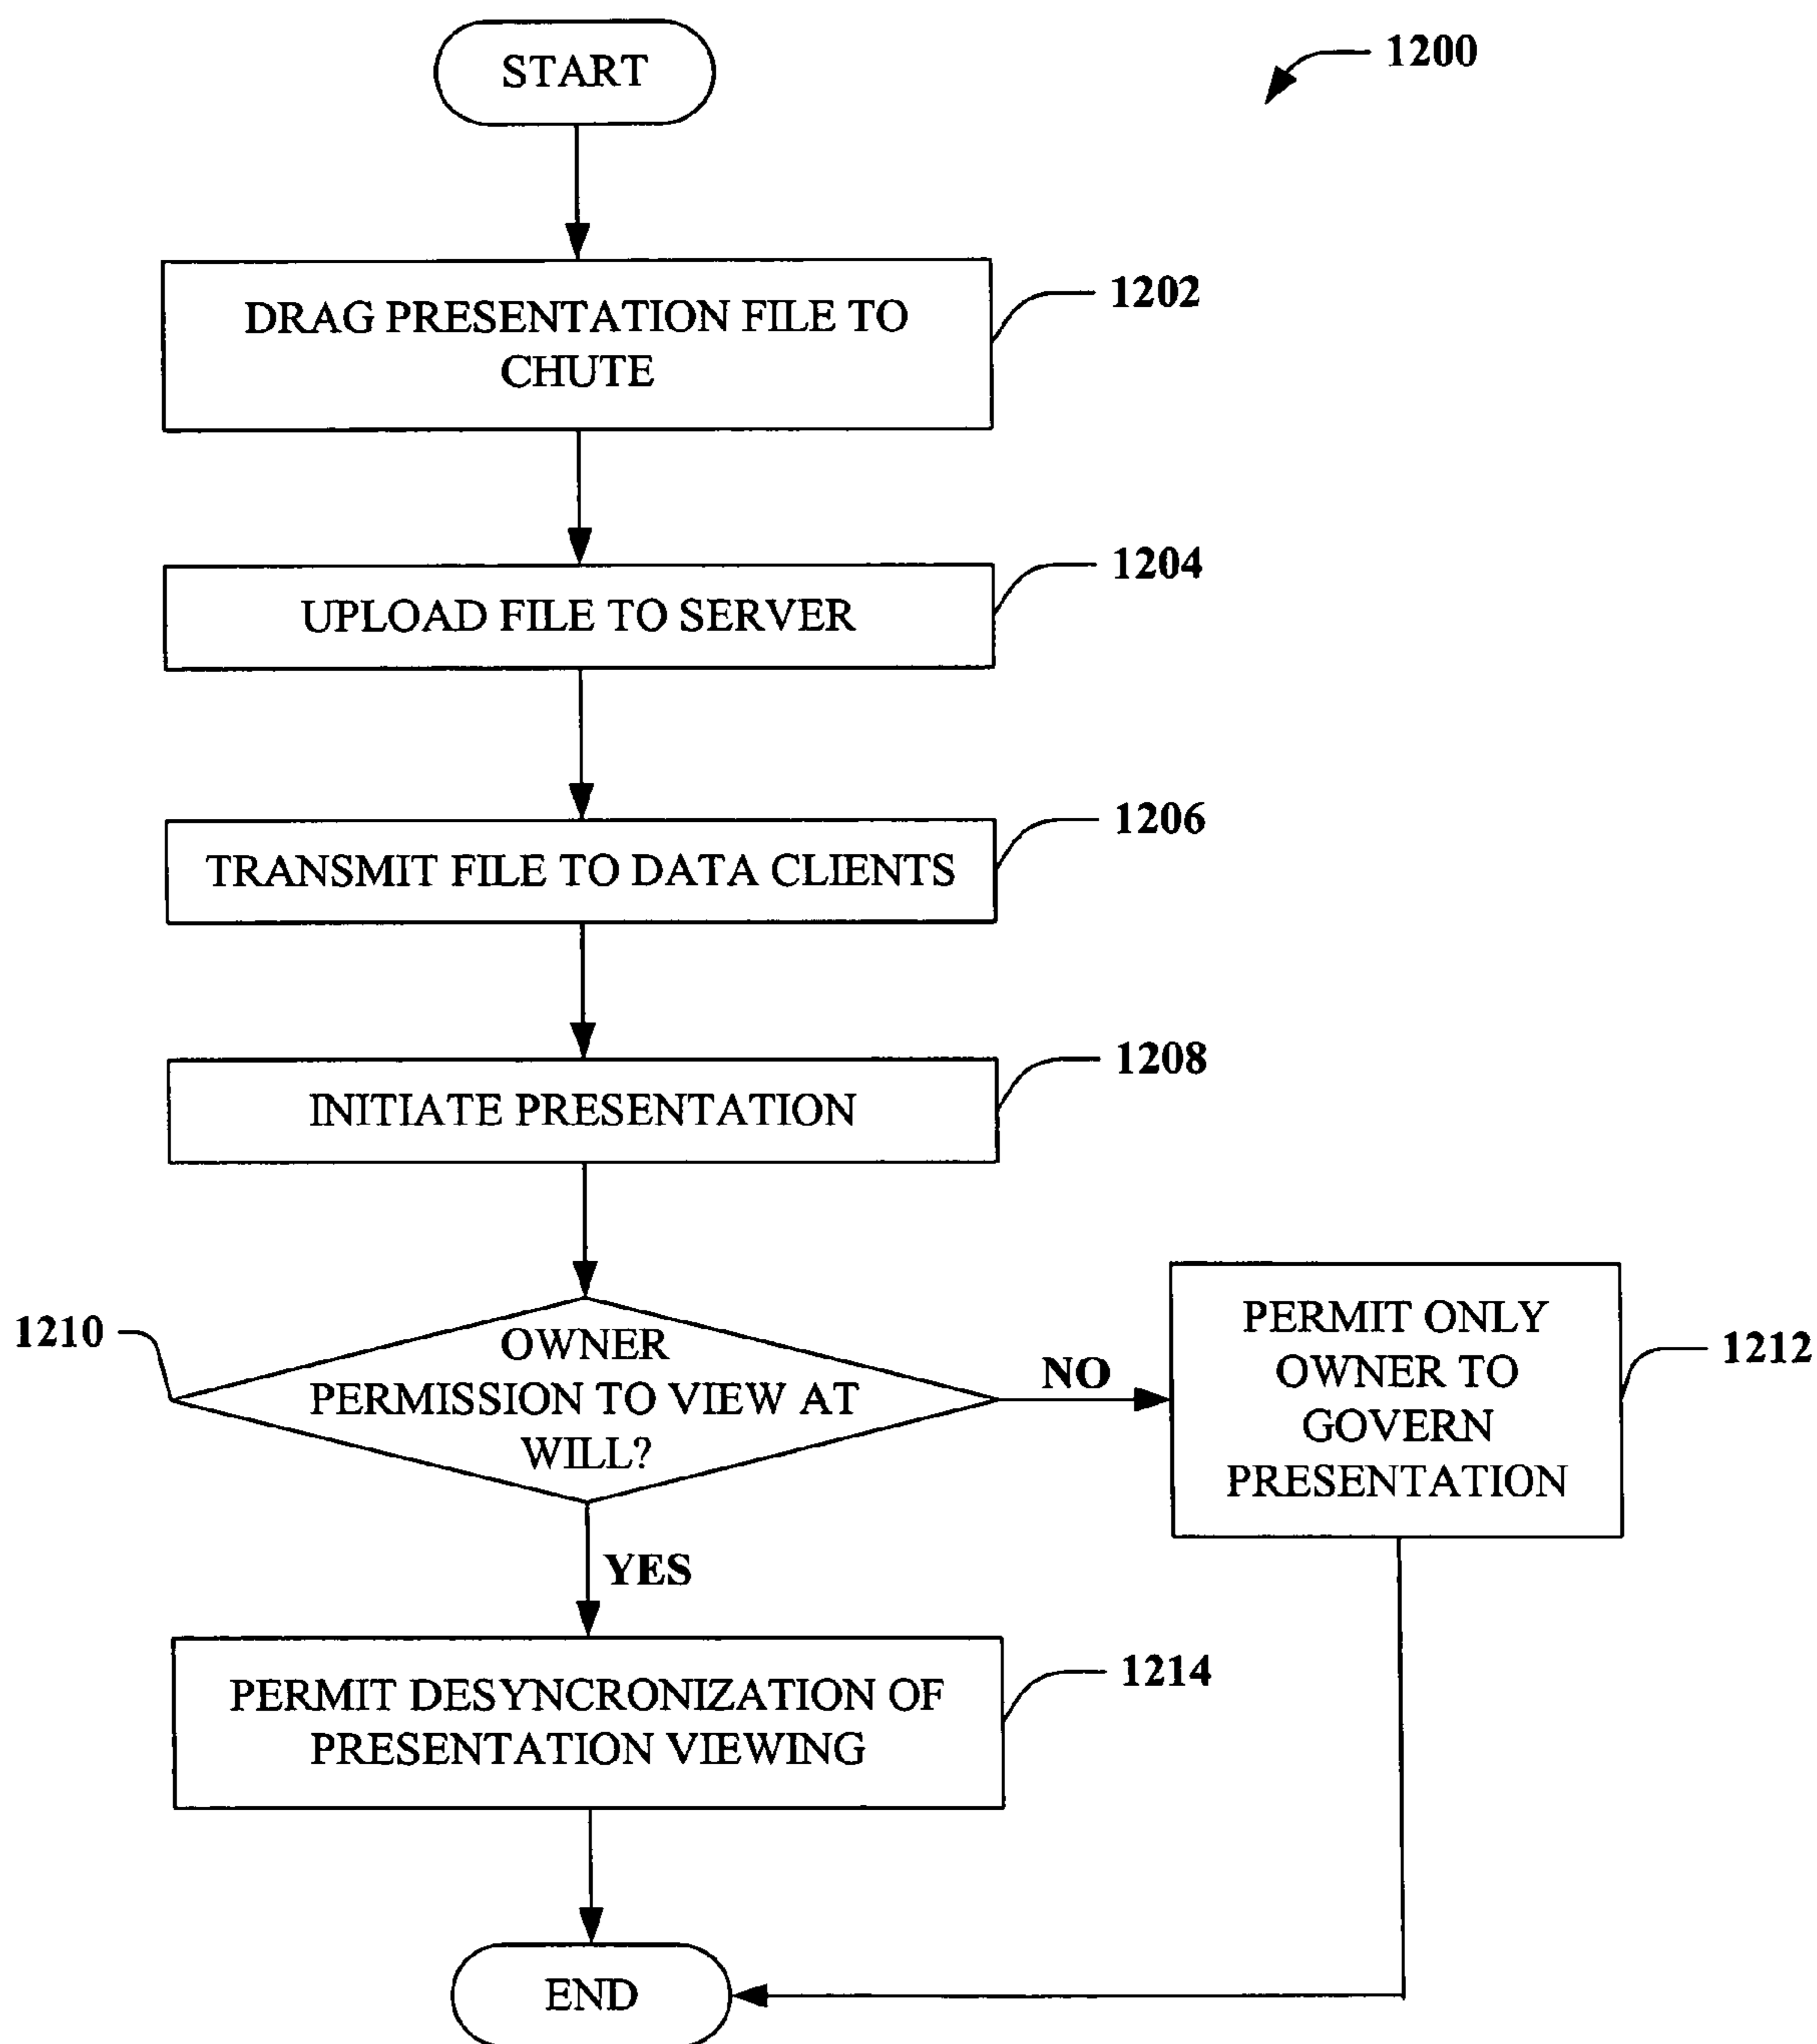 START
1200
DRAG PRESENTATION FILE TO
CHUTE
1202
UPLOAD FILE TO SERVER
1204
TRANSMIT FILE TO DATA CLIENTS
1206
INITIATE PRESENTATION
1208
1210
OWNER
PERMISSION TO VIEW AT
WILL?
NO
PERMIT ONLY
OWNER TO
GOVERN
PRESENTATION
1212
YES
PERMIT DESYNCRONIZATION OF
PRESENTATION VIEWING
1214
END